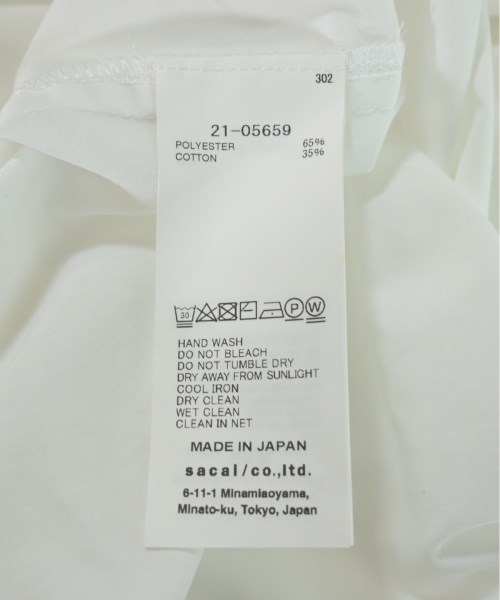 302
21-05659
POLYESTER 65%
COTTON 35%
30 P W
HAND WASH
DO NOT BLEACH
DO NOT TUMBLE DRY
DRY AWAY FROM SUNLIGHT
COOL IRON
DRY CLEAN
WET CLEAN
CLEAN IN NET
MADE IN JAPAN
sacai/co.,ltd.
6-11-1 Minamiaoyama,
Minato-ku, Tokyo, Japan